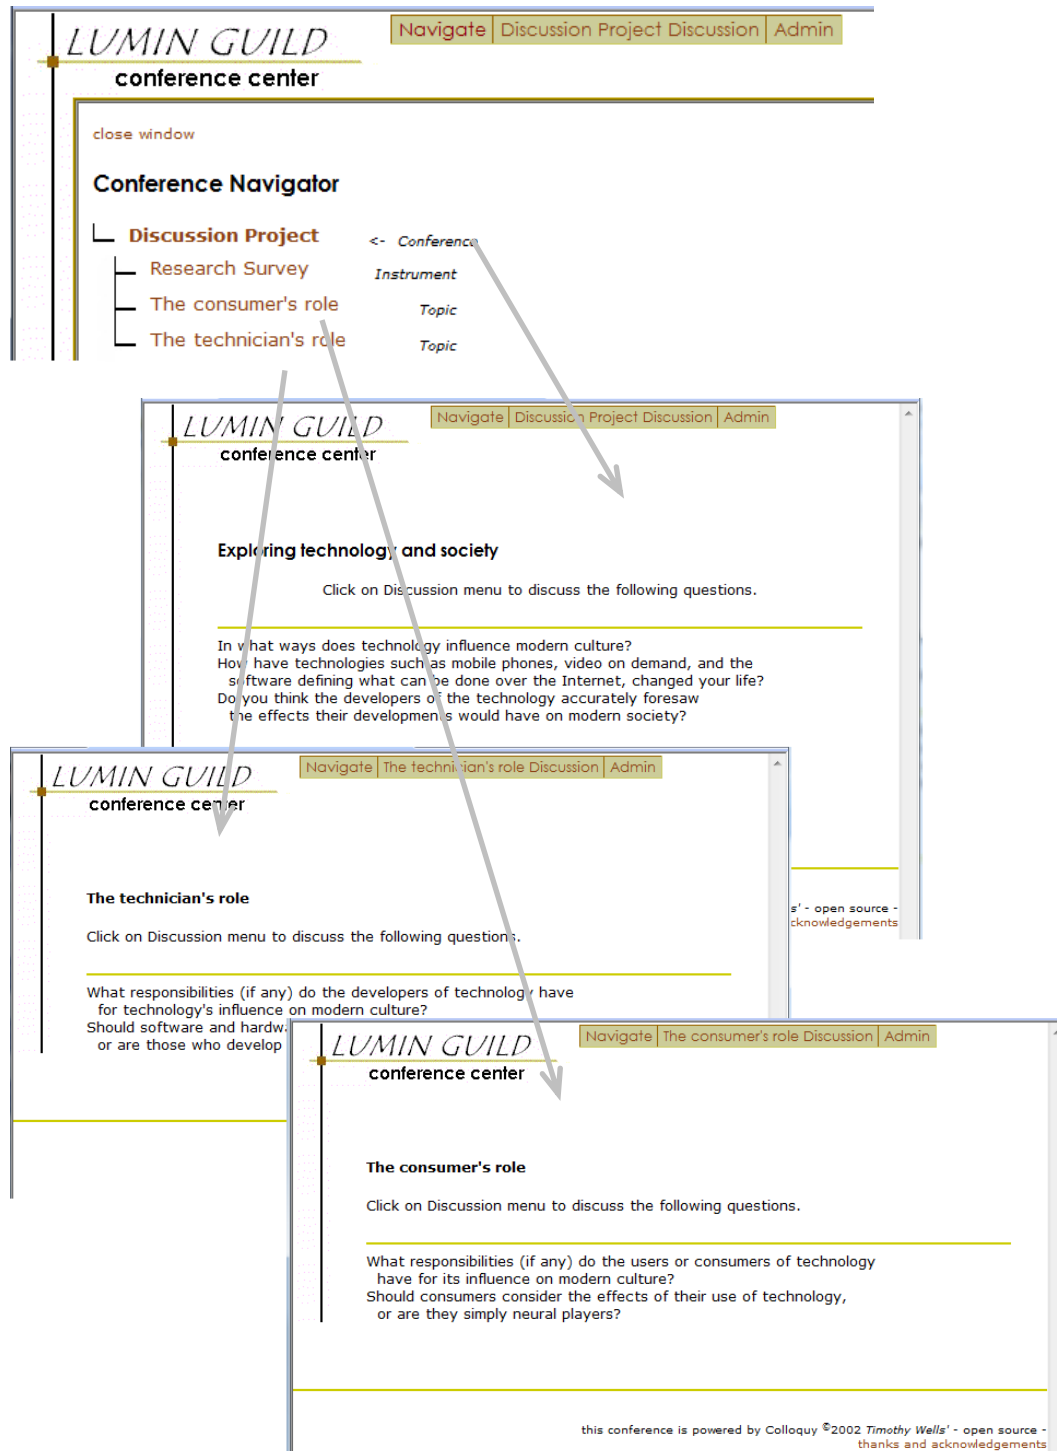 LUMIN GUILD
conference center
Navigate Discussion Project Discussion Admin
close window
Conference Navigator
Discussion Project <- Conference
Research Survey Instrument
The consumer's role Topic
The technician's role Topic
LUMIN GUILD
conference center
Navigate Discussion Project Discussion Admin
Exploring technology and society
Click on Discussion menu to discuss the following questions.
In what ways does technology influence modern culture?
How have technologies such as mobile phones, video on demand, and the
software defining what can be done over the Internet, changed your life?
Do you think the developers of the technology accurately foresaw
the effects their developments would have on modern society?
s' - open source -
cknowledgements
LUMIN GUILD
conference center
Navigate The technician's role Discussion Admin
The technician's role
Click on Discussion menu to discuss the following questions.
What responsibilities (if any) do the developers of technology have
for technology's influence on modern culture?
Should software and hardwa
or are those who develop
LUMIN GUILD
conference center
Navigate The consumer's role Discussion Admin
The consumer's role
Click on Discussion menu to discuss the following questions.
What responsibilities (if any) do the users or consumers of technology
have for its influence on modern culture?
Should consumers consider the effects of their use of technology,
or are they simply neural players?
this conference is powered by Colloquy ©2002 Timothy Wells' - open source -
thanks and acknowledgements